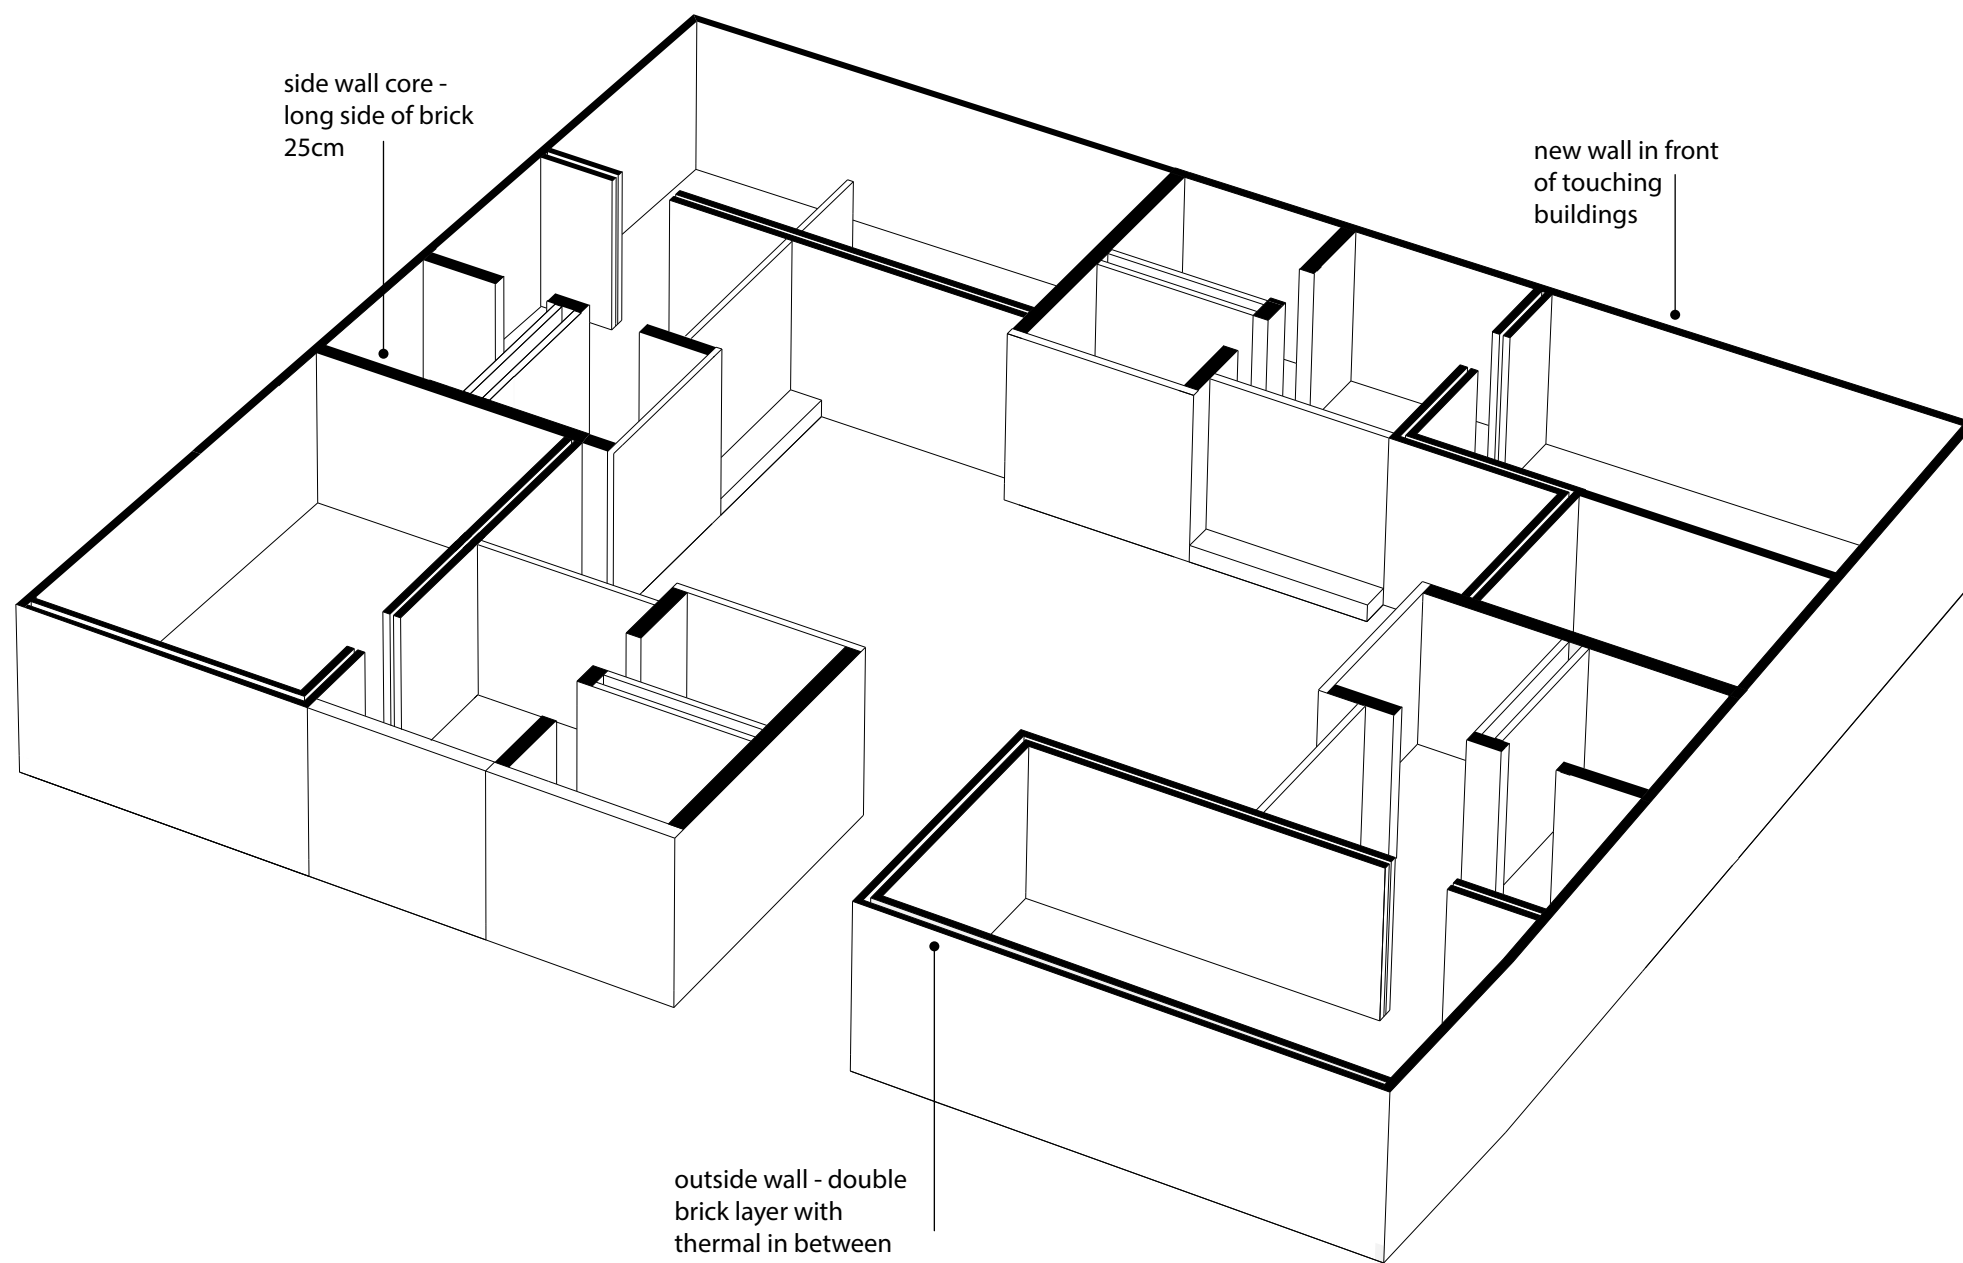 side wall core -
long side of brick
25cm
new wall in front
of touching
buildings
outside wall - double
brick layer with
thermal in between